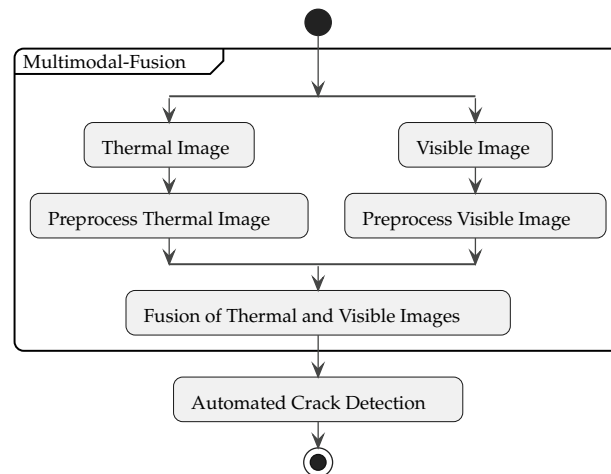 Multimodal-Fusion
Thermal Image
Visible Image
Preprocess Thermal Image
Preprocess Visible Image
Fusion of Thermal and Visible Images
Automated Crack Detection